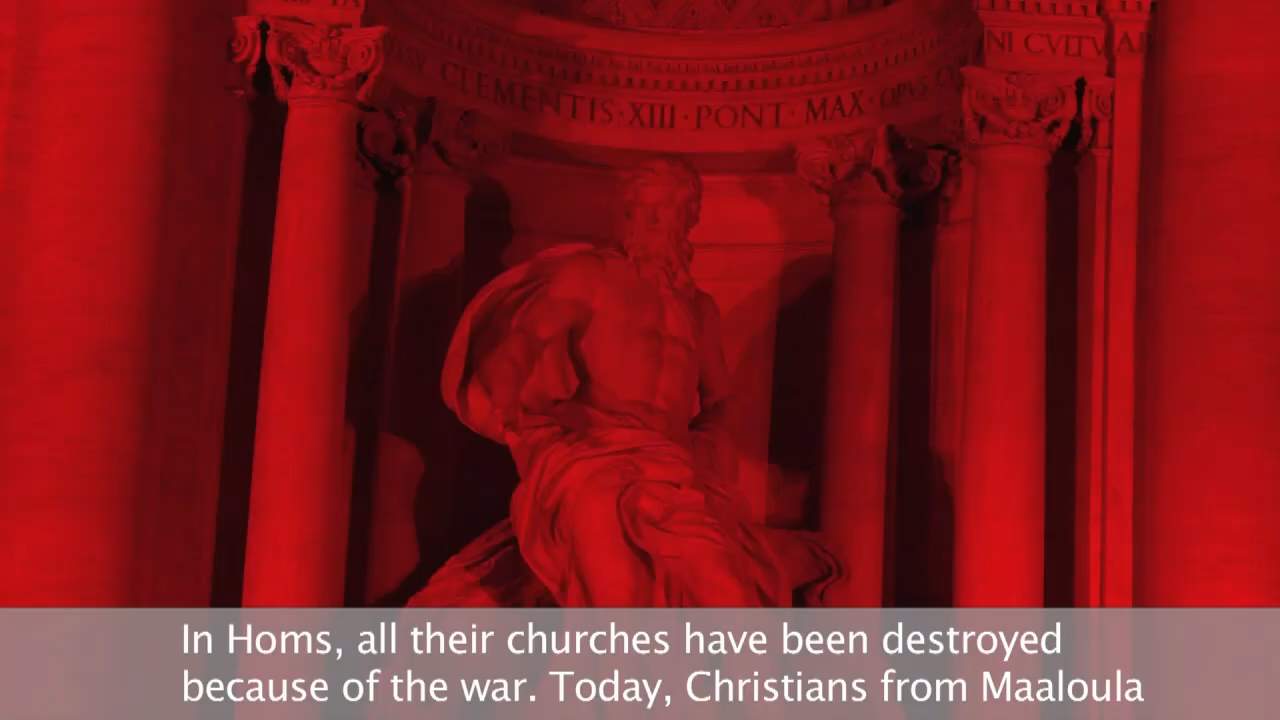 CLEMENTIS·XIII·PONT·MAX·OPVS
NI CVLTV
In Homs, all their churches have been destroyed
because of the war. Today, Christians from Maaloula